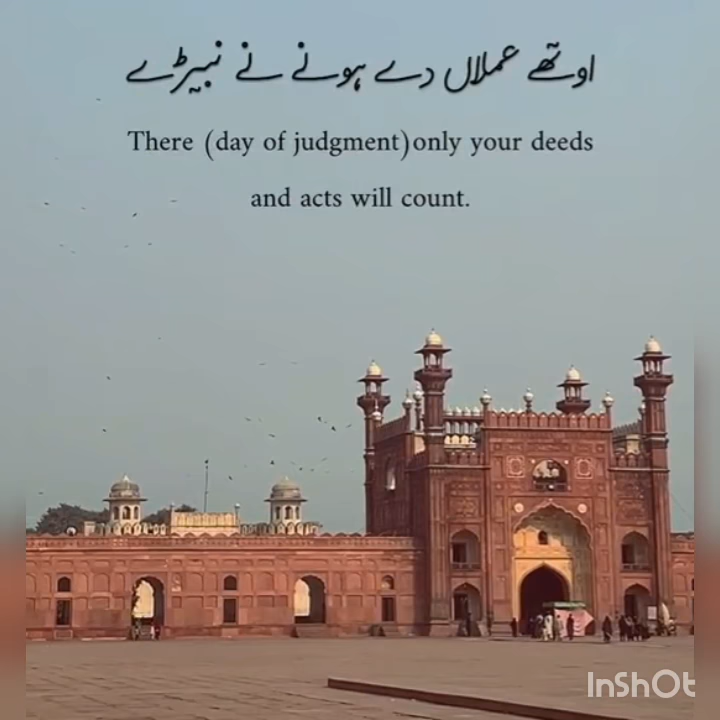 اوتھے عملاں دے ہونے نے نبیڑے
There (day of judgment)only your deeds
and acts will count.
InShOt